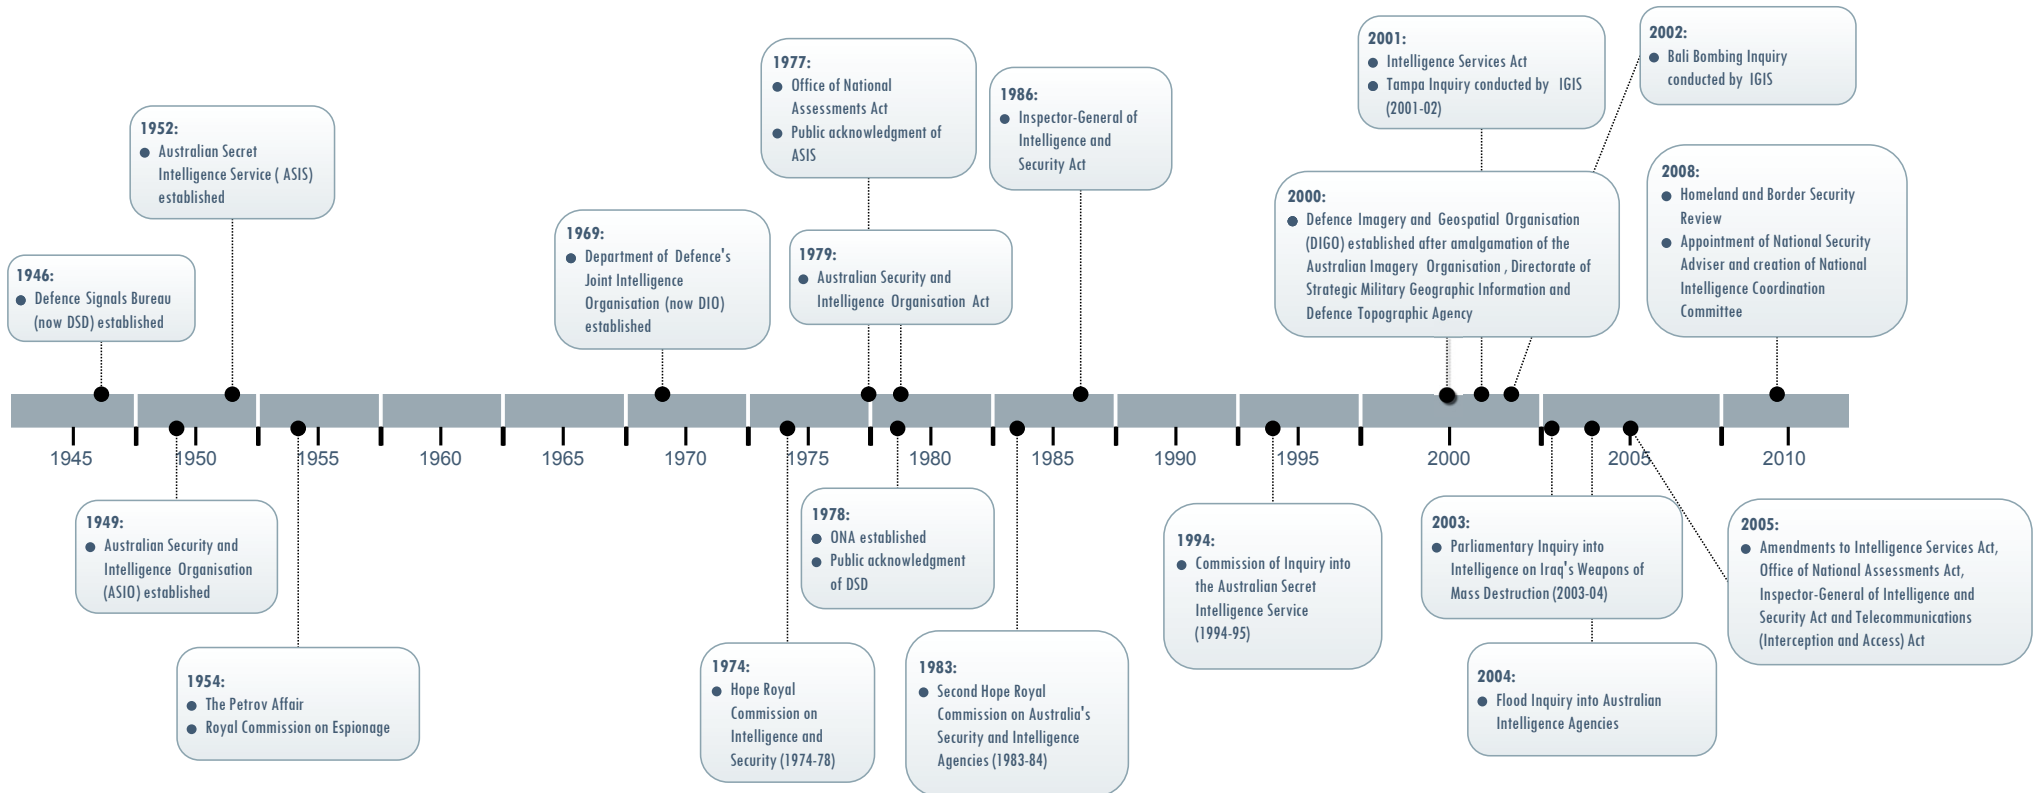 1946:
Defence Signals Bureau
(now DSD) established
1952:
Australian Secret
Intelligence Service ( ASIS)
established
1969:
Department of Defence's
Joint Intelligence
Organisation (now DIO)
established
1977:
Office of National
Assessments Act
Public acknowledgment of
ASIS
1979:
Australian Security and
Intelligence Organisation Act
1986:
Inspector-General of
Intelligence and
Security Act
2001:
Intelligence Services Act
Tampa Inquiry conducted by IGIS
(2001-02)
2002:
Bali Bombing Inquiry
conducted by IGIS
2000:
Defence Imagery and Geospatial Organisation
(DIGO) established after amalgamation of the
Australian Imagery Organisation , Directorate of
Strategic Military Geographic Information and
Defence Topographic Agency
2008:
Homeland and Border Security
Review
Appointment of National Security
Adviser and creation of National
Intelligence Coordination
Committee
1945 1950 1955 1960 1965 1970 1975 1980 1985 1990 1995 2000 2005 2010
1949:
Australian Security and
Intelligence Organisation
(ASIO) established
1954:
The Petrov Affair
Royal Commission on Espionage
1974:
Hope Royal
Commission on
Intelligence and
Security (1974-78)
1978:
ONA established
Public acknowledgment
of DSD
1983:
Second Hope Royal
Commission on Australia's
Security and Intelligence
Agencies (1983-84)
1994:
Commission of Inquiry into
the Australian Secret
Intelligence Service
(1994-95)
2003:
Parliamentary Inquiry into
Intelligence on Iraq's Weapons of
Mass Destruction (2003-04)
2004:
Flood Inquiry into Australian
Intelligence Agencies
2005:
Amendments to Intelligence Services Act,
Office of National Assessments Act,
Inspector-General of Intelligence and
Security Act and Telecommunications
(Interception and Access) Act